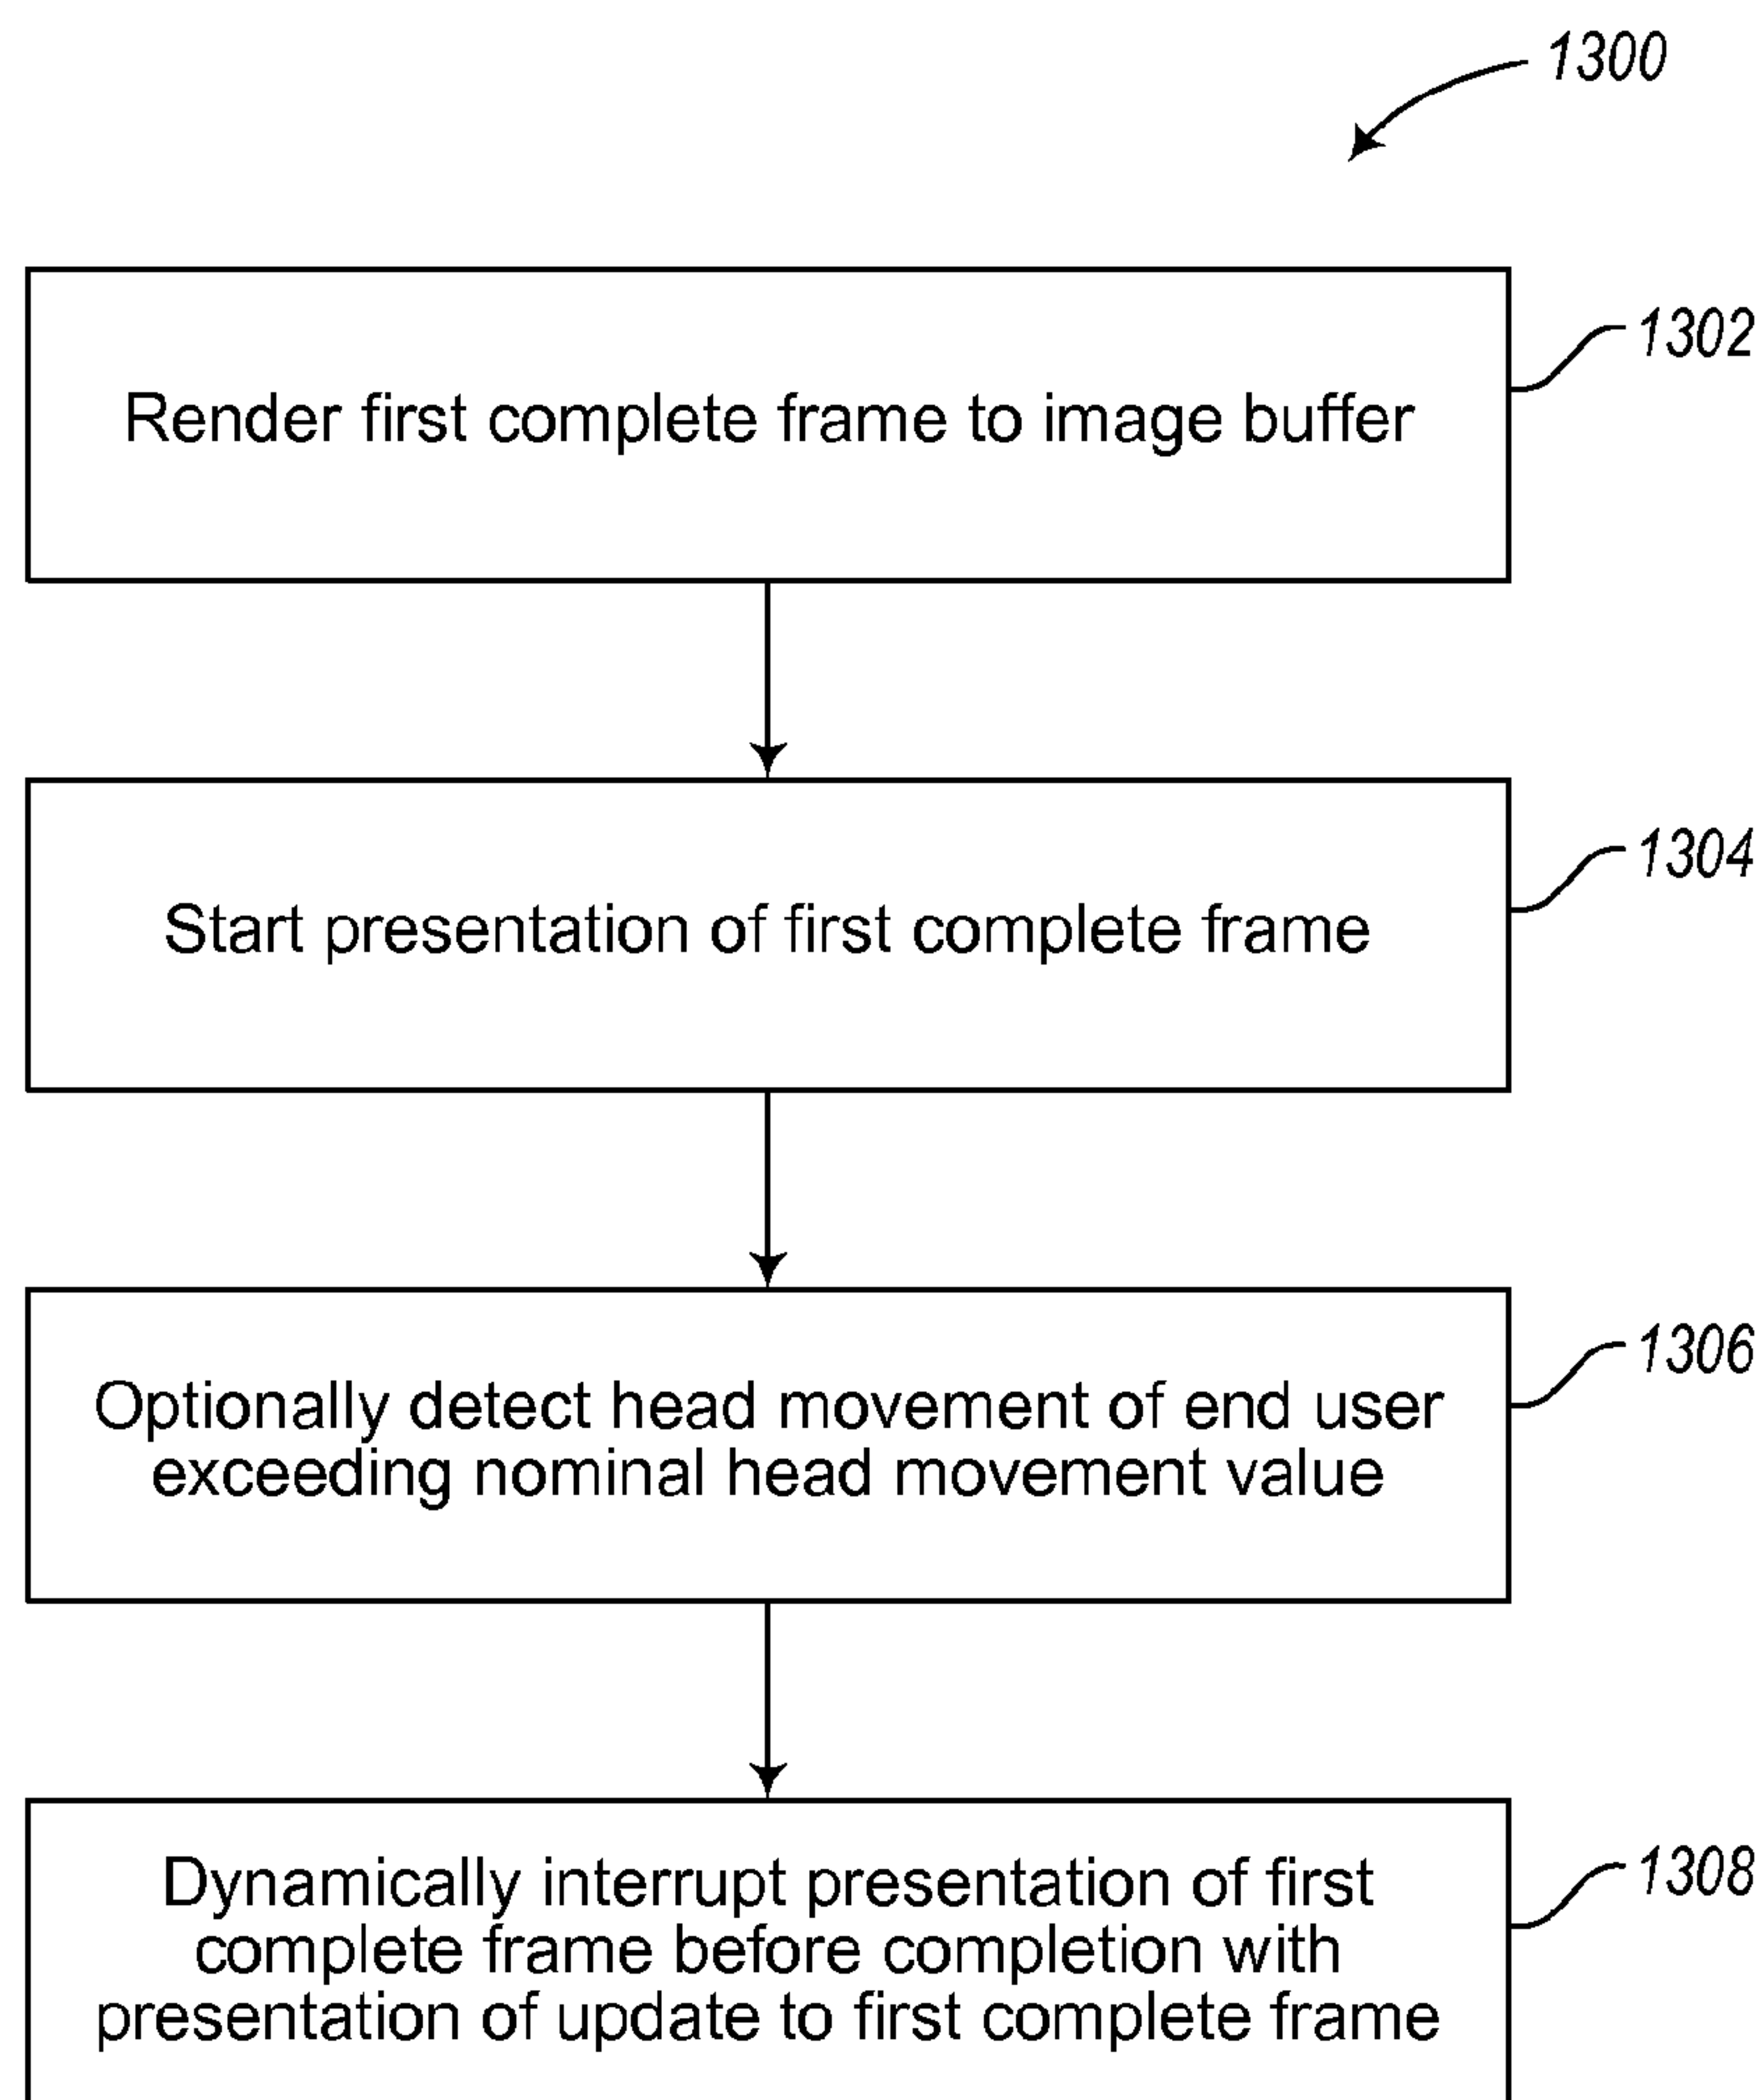 1300
1302
Render first complete frame to image buffer
1304
Start presentation of first complete frame
1306
Optionally detect head movement of end user
exceeding nominal head movement value
1308
Dynamically interrupt presentation of first
complete frame before completion with
presentation of update to first complete frame